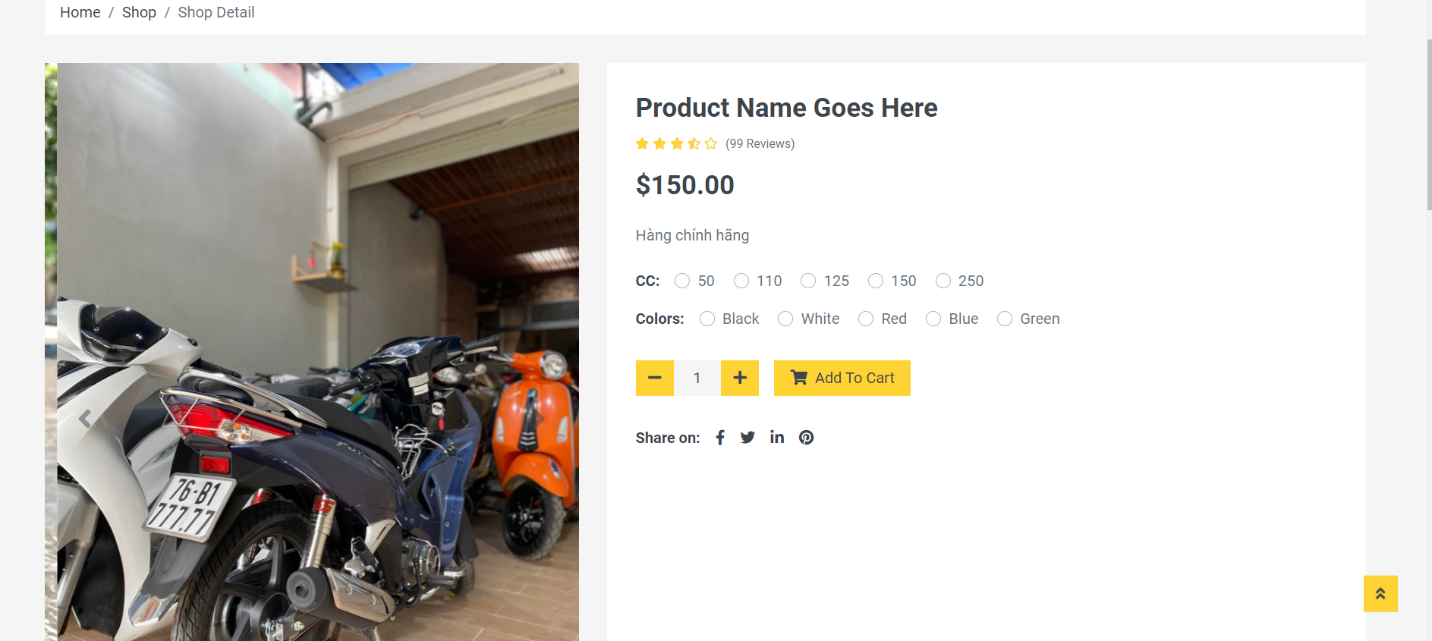 Home / Shop / Shop Detail
Product Name Goes Here
(99 Reviews)
$150.00
Hàng chính hãng
CC: 50 110 125 150 250
Colors: Black White Red Blue Green
1 Add To Cart
Share on:
76-B1
777.77